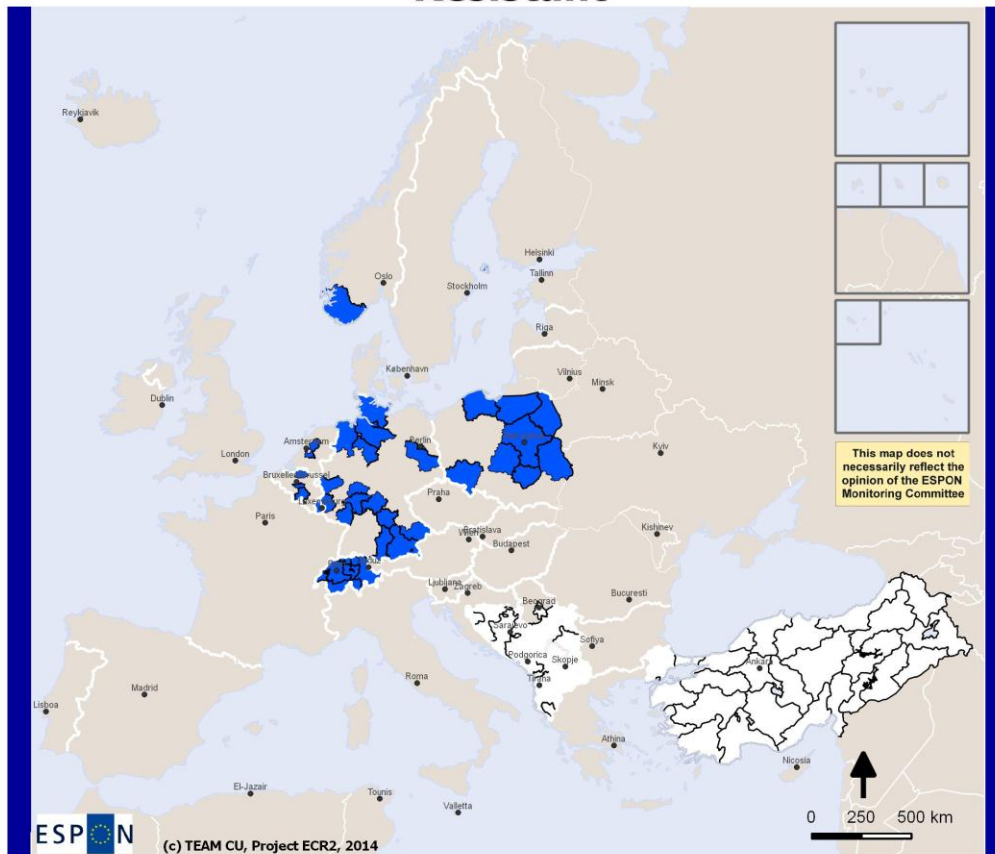 Reykjavik
Oslo
Helsinki
Tallinn
Stockholm
Riga
København
Vilnius
Minsk
Dublin
Amsterdam
Berlin
London
Kyiv
Praha
Paris
Kishinev
Bratislava
Wien
Budapest
Ljubljana
Zagreb
Beograd
Bucuresti
Sarajevo
Sofiya
Podgorica
Skopje
Ankara
Madrid
Roma
Lisboa
Athina
Nicosia
El-Jazair
Tounis
Valletta
This map does not
necessarily reflect the
opinion of the ESPON
Monitoring Committee
0 250 500 km
ESPON
(c) TEAM CU, Project ECR2, 2014